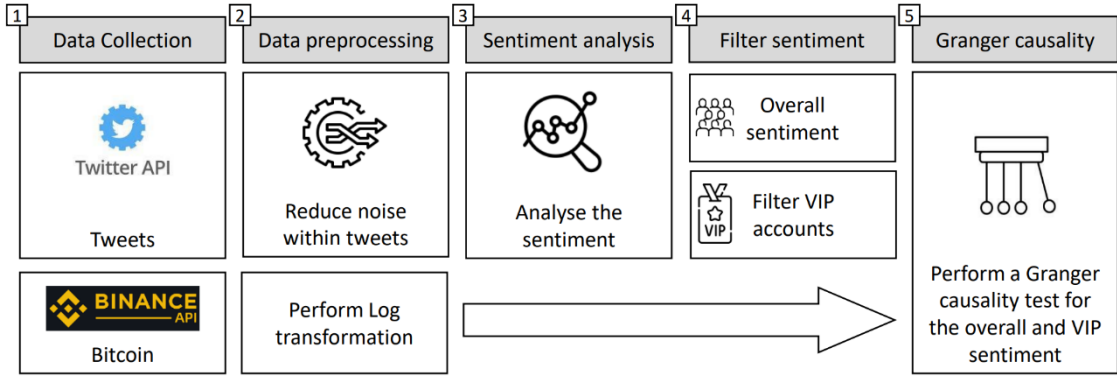 1
Data Collection
2
Data preprocessing
3
Sentiment analysis
4
Filter sentiment
5
Granger causality
Twitter API
Tweets
Reduce noise
within tweets
Analyse the
sentiment
Overall
sentiment
VIP
Filter VIP
accounts
BINANCE
API
Bitcoin
Perform Log
transformation
Perform a Granger
causality test for
the overall and VIP
sentiment